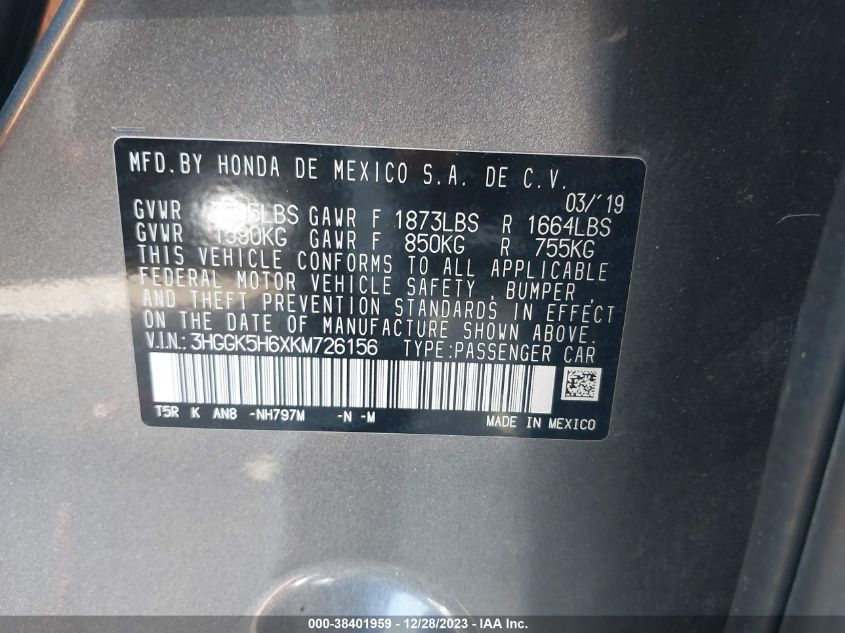 MFD.BY HONDA DE MEXICO S.A. DE C.V.
03/'19
GVWR LBS GAWR F 1873LBS R 1664LBS
GVWR 1590KG GAWR F 850KG R 755KG
THIS VEHICLE CONFORMS TO ALL APPLICABLE
FEDERAL MOTOR VEHICLE SAFETY , BUMPER ,
AND THEFT PREVENTION STANDARDS IN EFFECT
ON THE DATE OF MANUFACTURE SHOWN ABOVE.
V.I.N.: 3HGGK5H6XKM726156 TYPE:PASSENGER CAR
T5R K AN8 -NH797M -N -M
MADE IN MEXICO
000-38401959 - 12/28/2023 - IAA Inc.